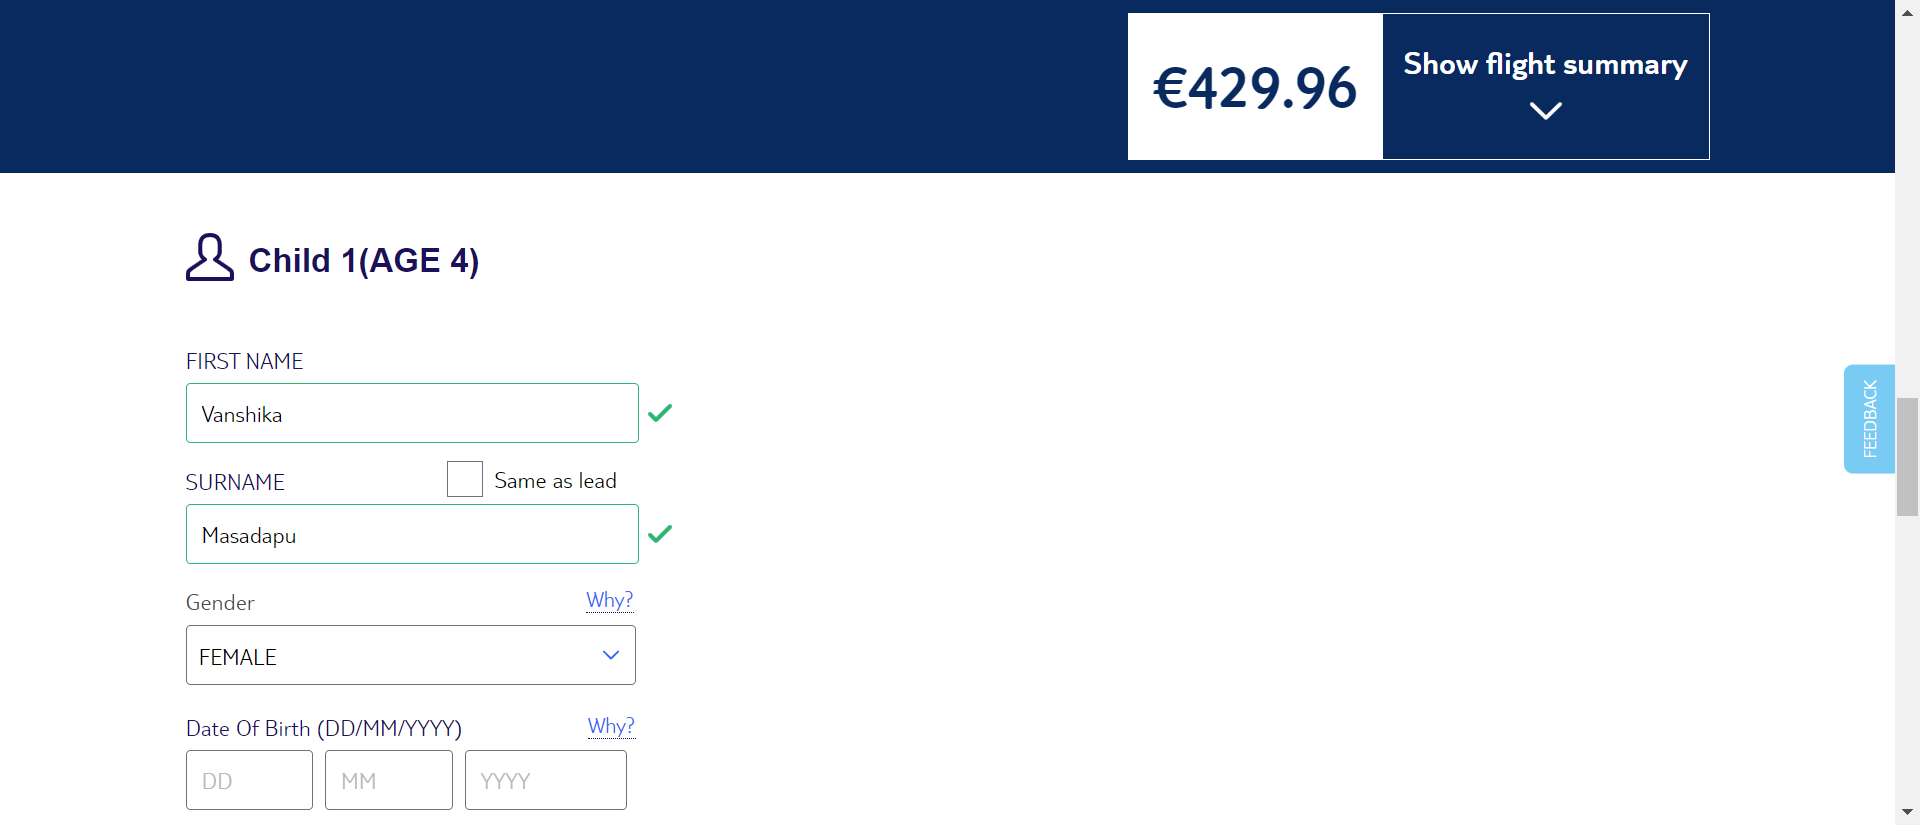 €429.96
Show flight summary
Child 1(AGE 4)
FIRST NAME
Vanshika
SURNAME
Same as lead
Masadapu
Gender
Why?
FEMALE
Date Of Birth (DD/MM/YYYY)
Why?
DD
MM
YYYY
FEEDBACK